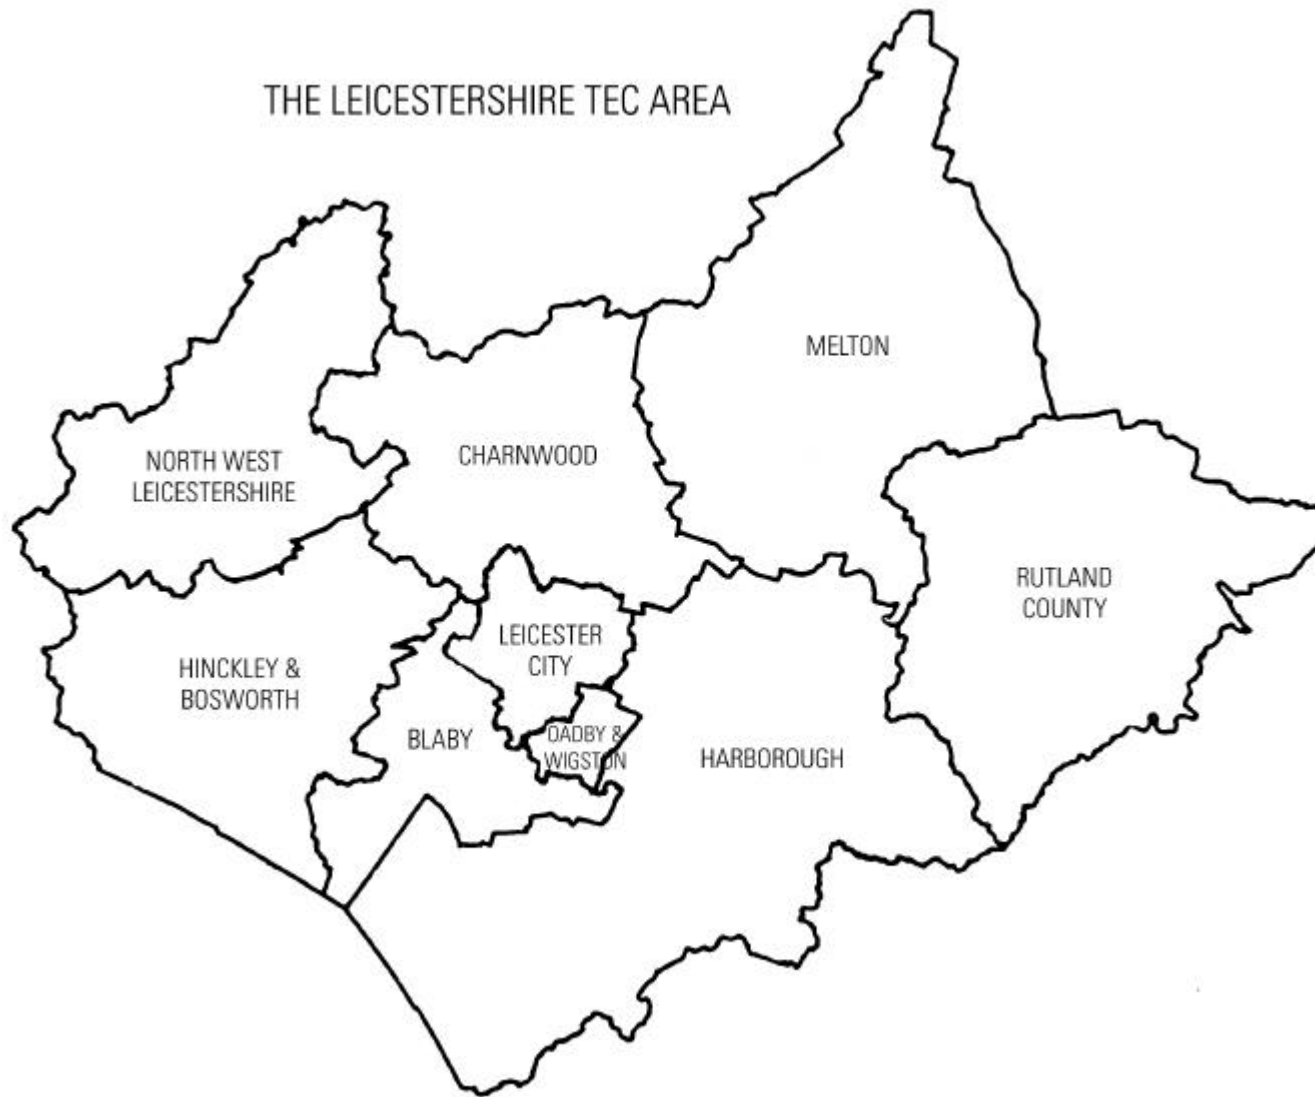 THE LEICESTERSHIRE TEC AREA
MELTON
CHARNWOOD
NORTH WEST
LEICESTERSHIRE
RUTLAND
COUNTY
LEICESTER
CITY
HINCKLEY &
BOSWORTH
BLABY
OADBY &
WIGSTON
HARBOROUGH